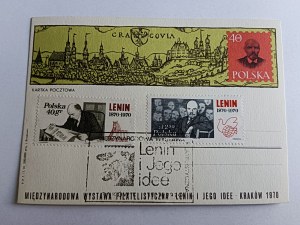 CRACOVIA
40
POLSKA
KARTKA POCZTOWA
Polska
40gr
LENIN
1870-1970
LENIN
1870-1970
POLSKA
Lenin
i Jego
idee
MIĘDZYNARODOWA WYSTAWA FILATELISTYCZNA „LENIN I JEGO IDEE" KRAKÓW 1970